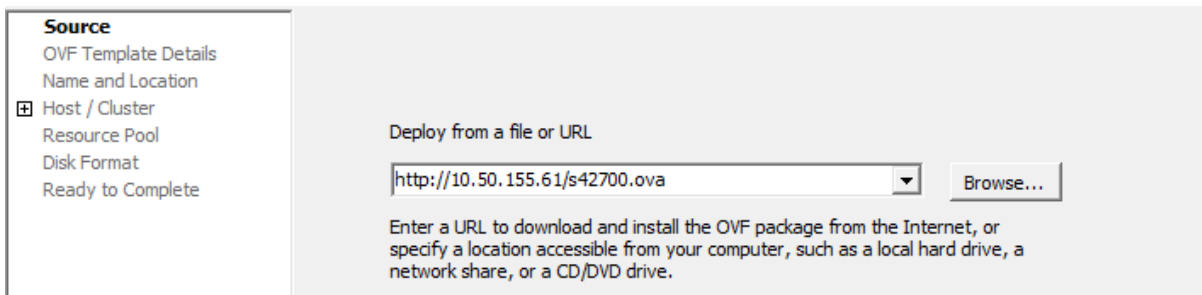 Source
OVF Template Details
Name and Location
Host / Cluster
Resource Pool
Disk Format
Ready to Complete
Deploy from a file or URL
http://10.50.155.61/s42700.ova
Browse...
Enter a URL to download and install the OVF package from the Internet, or
specify a location accessible from your computer, such as a local hard drive, a
network share, or a CD/DVD drive.